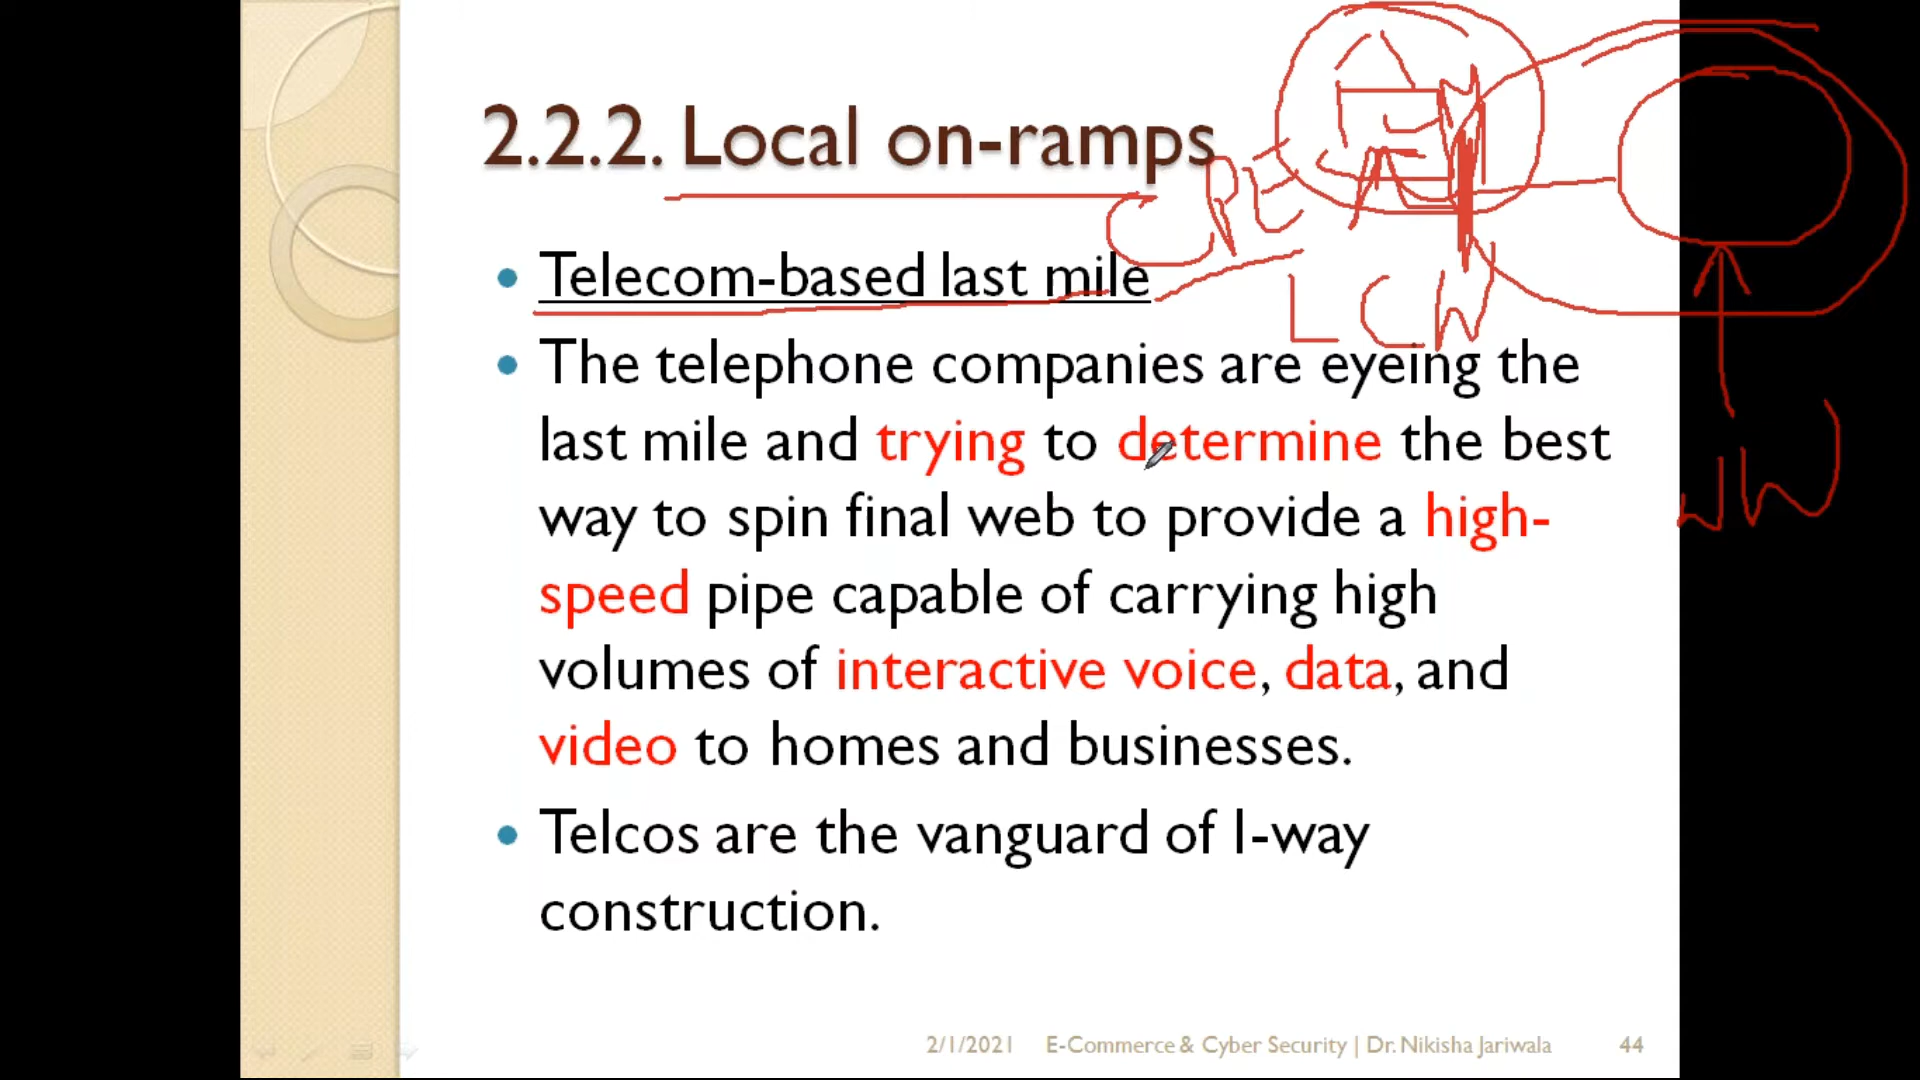 2.2.2. Local on-ramps
CPE
Telecom-based last mile
LCN
The telephone companies are eyeing the
last mile and trying to determine the best
way to spin final web to provide a high-
speed pipe capable of carrying high
volumes of interactive voice, data, and
video to homes and businesses.
Telcos are the vanguard of I-way
construction.
2/1/2021 E-Commerce & Cyber Security | Dr. Nikisha Jariwala 44